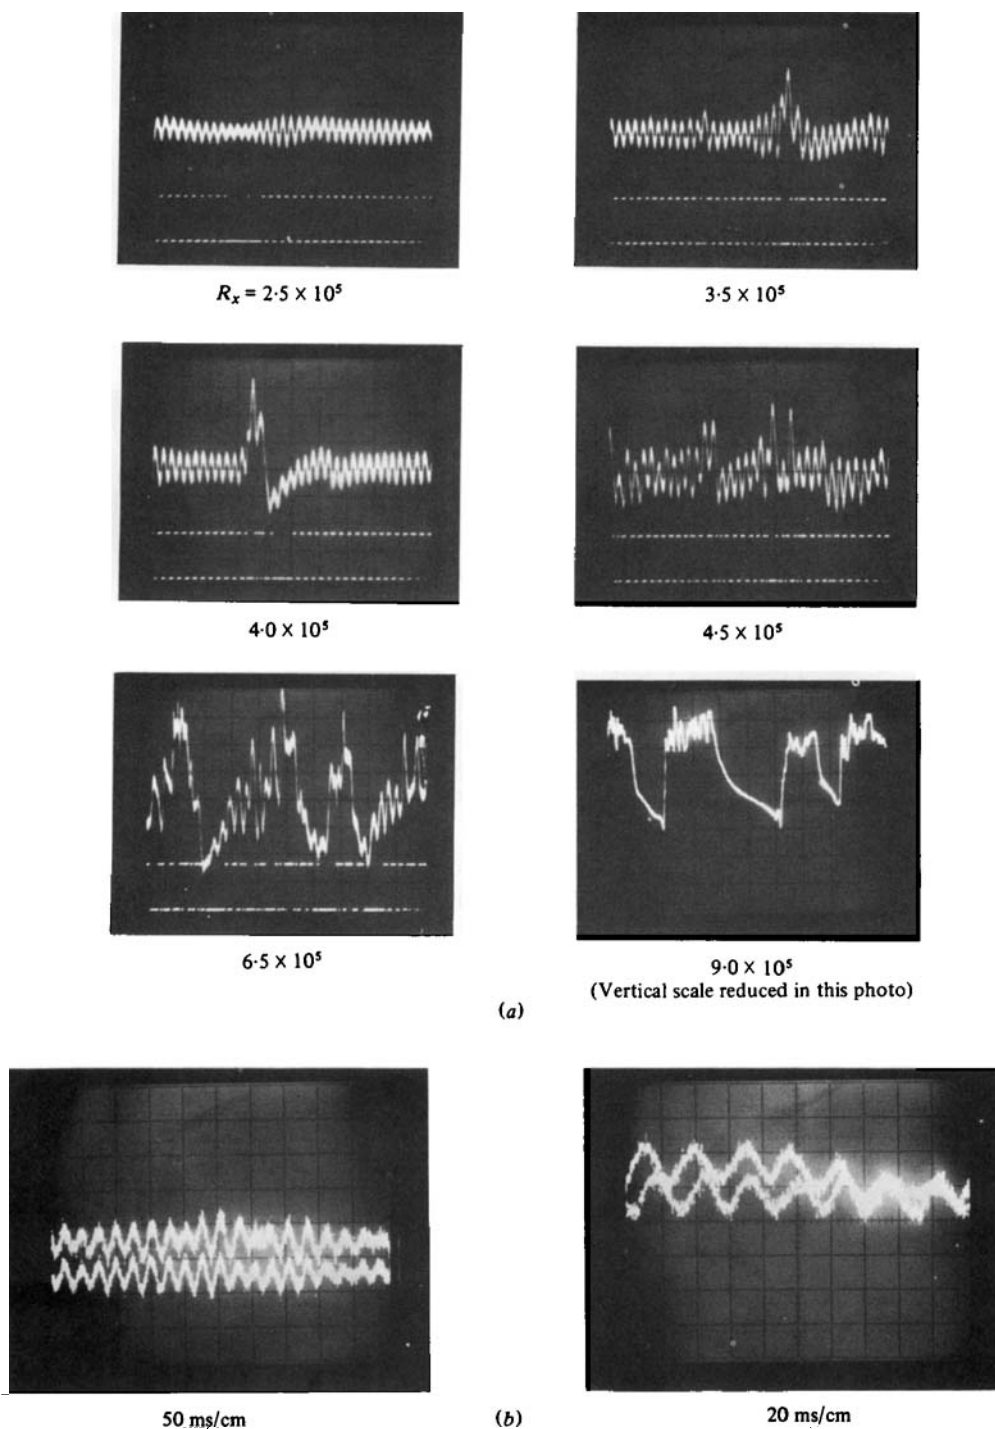 Rₓ = 2·5 × 10⁵
3·5 × 10⁵
4·0 × 10⁵
4·5 × 10⁵
6·5 × 10⁵
9·0 × 10⁵
(Vertical scale reduced in this photo)
(a)
50 ms/cm
(b)
20 ms/cm